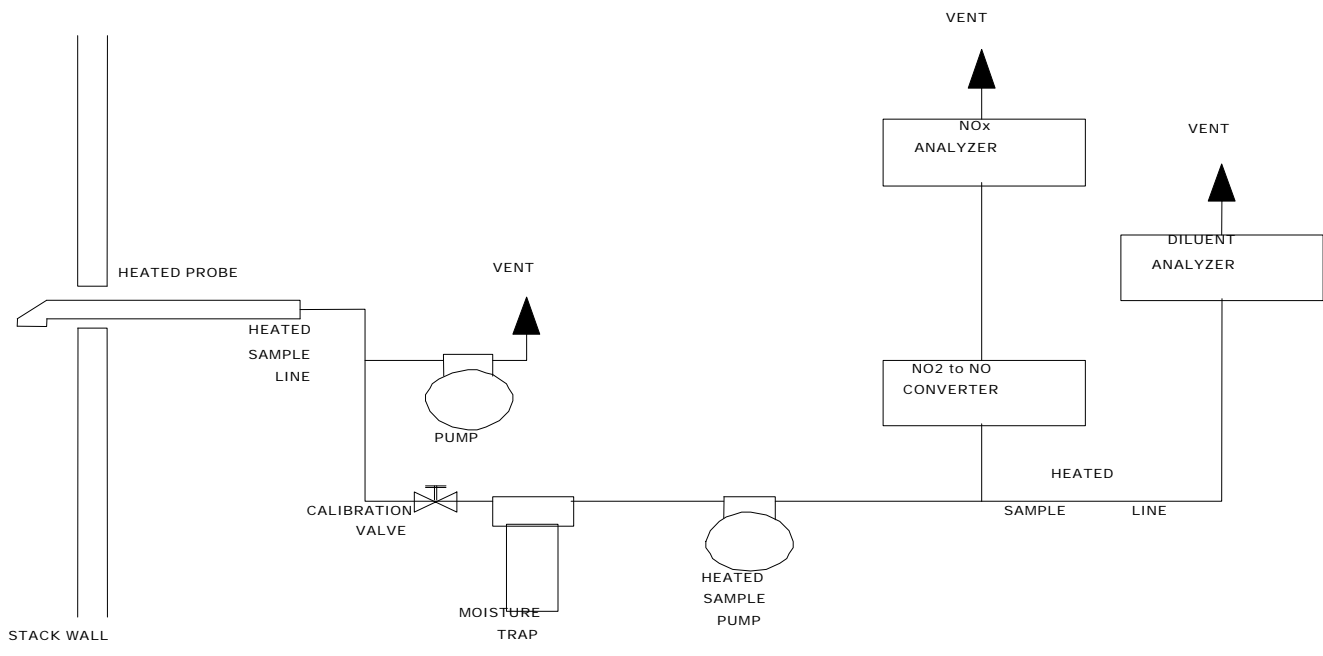 VENT
NOx
ANALYZER
VENT
DILUENT
ANALYZER
HEATED PROBE
VENT
HEATED
SAMPLE
LINE
NO2 to NO
CONVERTER
PUMP
HEATED
SAMPLE LINE
CALIBRATION
VALVE
HEATED
SAMPLE
PUMP
MOISTURE
TRAP
STACK WALL